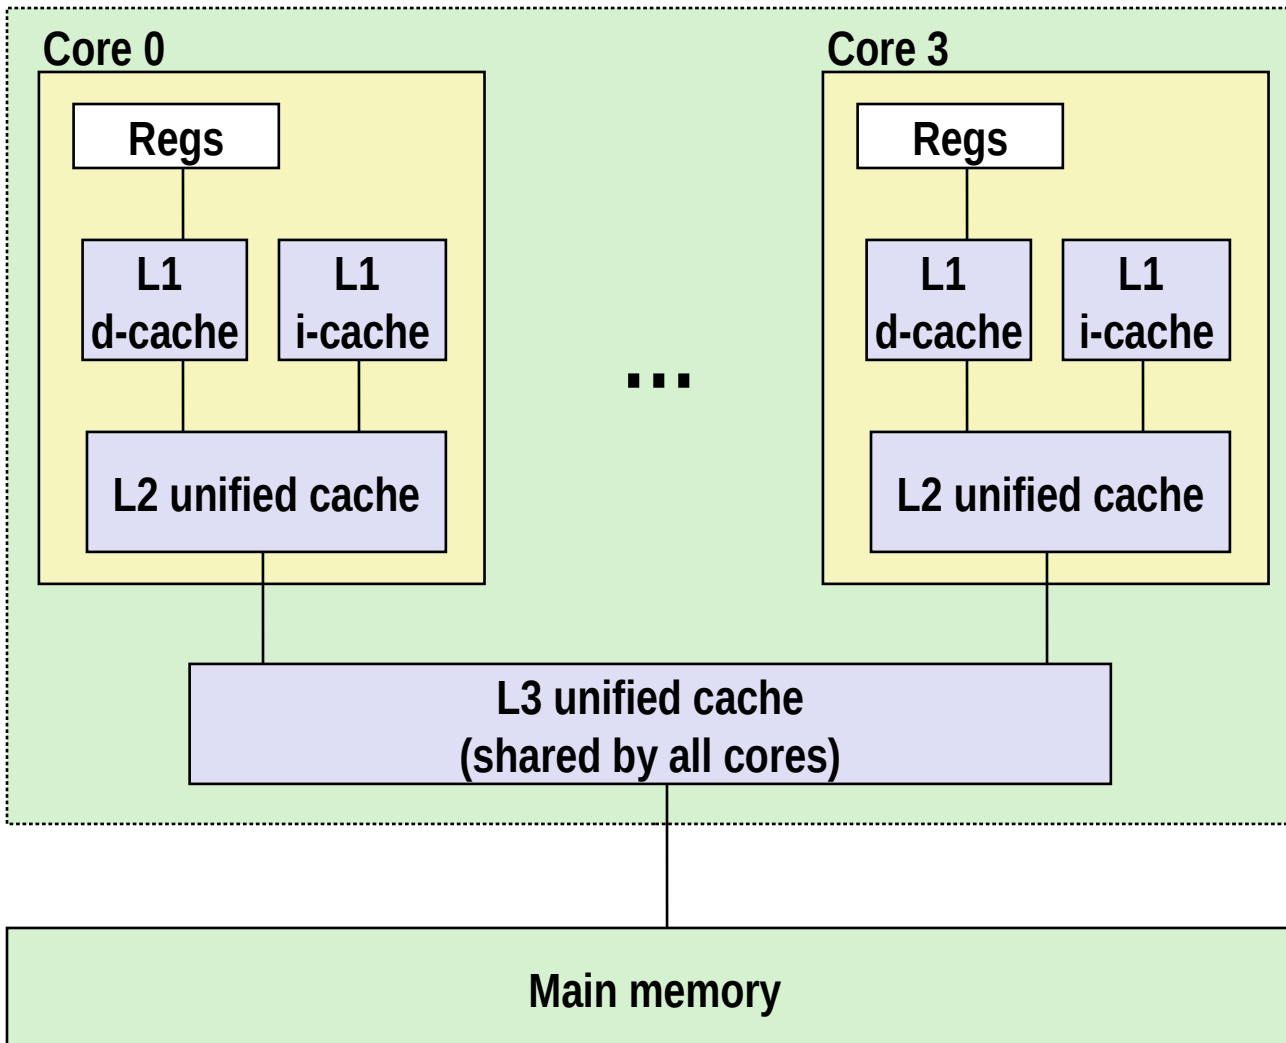 Core 0
Regs
L1
d-cache
L1
i-cache
L2 unified cache
...
Core 3
Regs
L1
d-cache
L1
i-cache
L2 unified cache
L3 unified cache
(shared by all cores)
Main memory